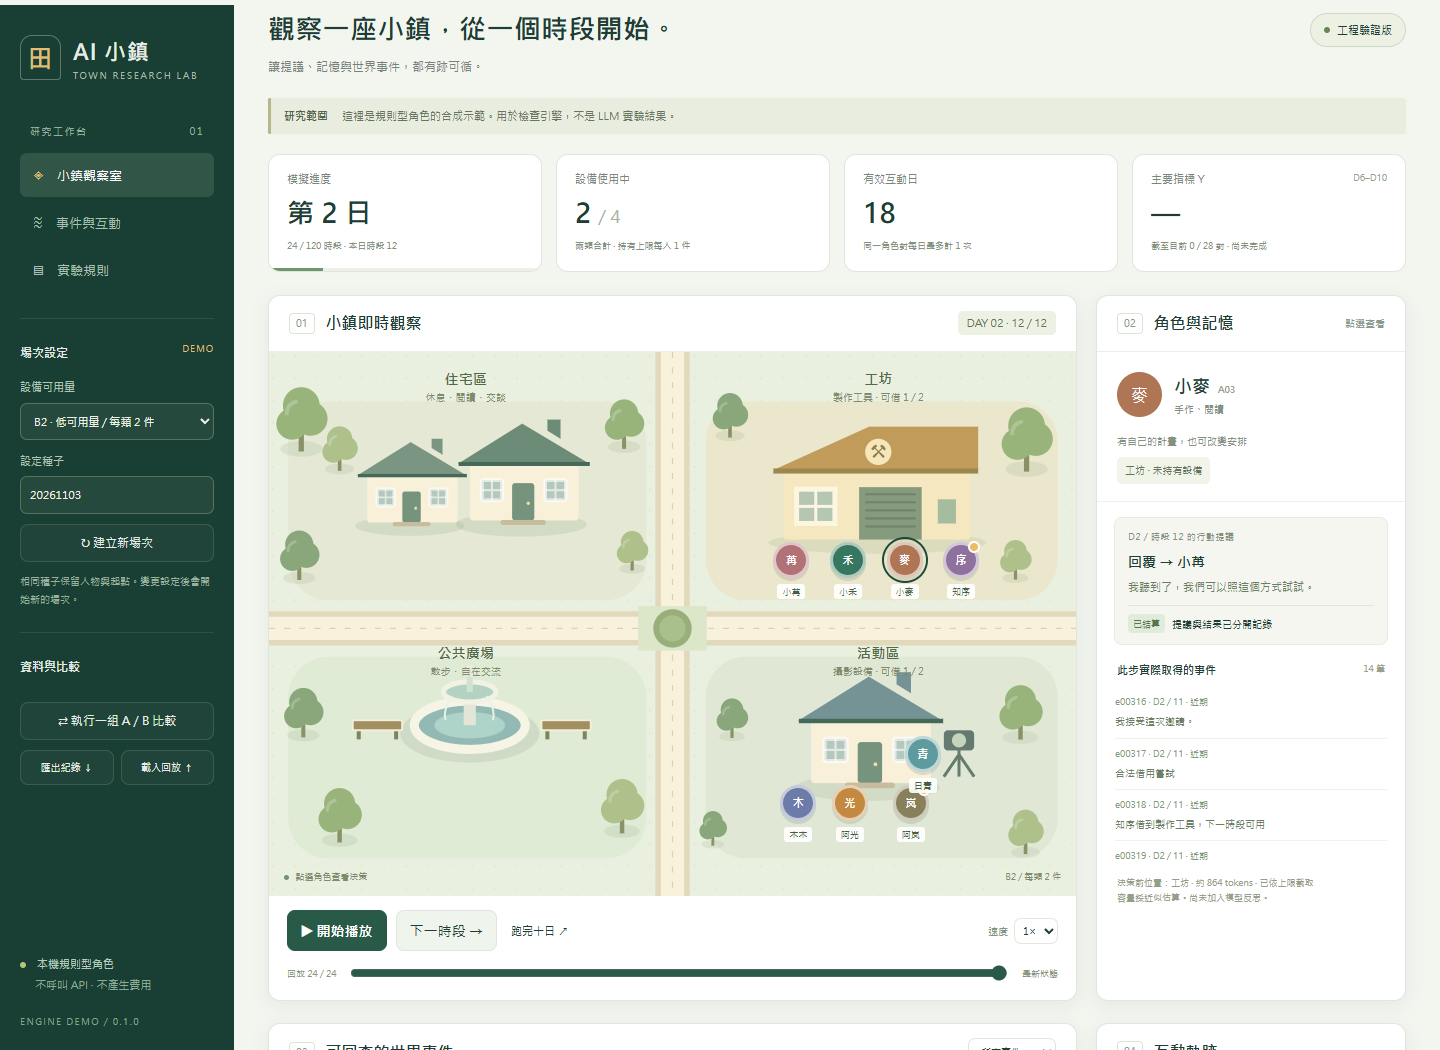 田
AI 小鎮
TOWN RESEARCH LAB
研究工作台 01
小鎮觀察室
事件與互動
實驗規則
場次設定 DEMO
設備可用量
B2 · 低可用量 / 每類 2 件
設定種子
20261103
↻ 建立新場次
相同種子保留人物與起點。變更設定後會開
始新的場次。
資料與比較
⇄ 執行一組 A / B 比較
匯出紀錄 ↓
載入回放 ↑
本機規則型角色
不呼叫 API · 不產生費用
ENGINE DEMO / 0.1.0
觀察一座小鎮，從一個時段開始。
工程驗證版
讓提議、記憶與世界事件，都有跡可循。
研究範圍 這裡是規則型角色的合成示範。用於檢查引擎，不是 LLM 實驗結果。
模擬進度
第 2 日
24 / 120 時段 · 本日時段 12
設備使用中
2 / 4
兩類合計 · 持有上限每人 1 件
有效互動日
18
同一角色對每日最多計 1 次
主要指標 Y D6–D10
—
截至目前 0 / 28 對 · 尚未完成
01 小鎮即時觀察 DAY 02 · 12 / 12
住宅區
休息 · 閱讀 · 交談
工坊
製作工具 · 可借 1 / 2
苒 禾 麥 序
小苒 小禾 小麥 知序
公共廣場
散步 · 自在交流
活動區
攝影設備 · 可借 1 / 2
青
日青
木 光 岚
木木 阿光 阿岚
點選角色查看決策
B2 / 每類 2 件
▶ 開始播放
下一時段 →
跑完十日 ↗
速度 1×
回放 24 / 24
最新狀態
02 角色與記憶 點選查看
麥
小麥 A03
手作、閱讀
有自己的計畫，也可改變安排
工坊 · 未持有設備
D2 / 時段 12 的行動提議
回覆 → 小苒
我聽到了，我們可以照這個方式試試。
已結算 提議與結果已分開記錄
此步實際取得的事件 14 筆
e00316 · D2 / 11 · 近期
我接受這次邀請。
e00317 · D2 / 11 · 近期
合法借用嘗試
e00318 · D2 / 11 · 近期
知序借到製作工具，下一時段可用
e00319 · D2 / 11 · 近期
決策前位置：工坊 · 約 864 tokens · 已依上限截取
容量採近似估算，尚未加入模型反思。